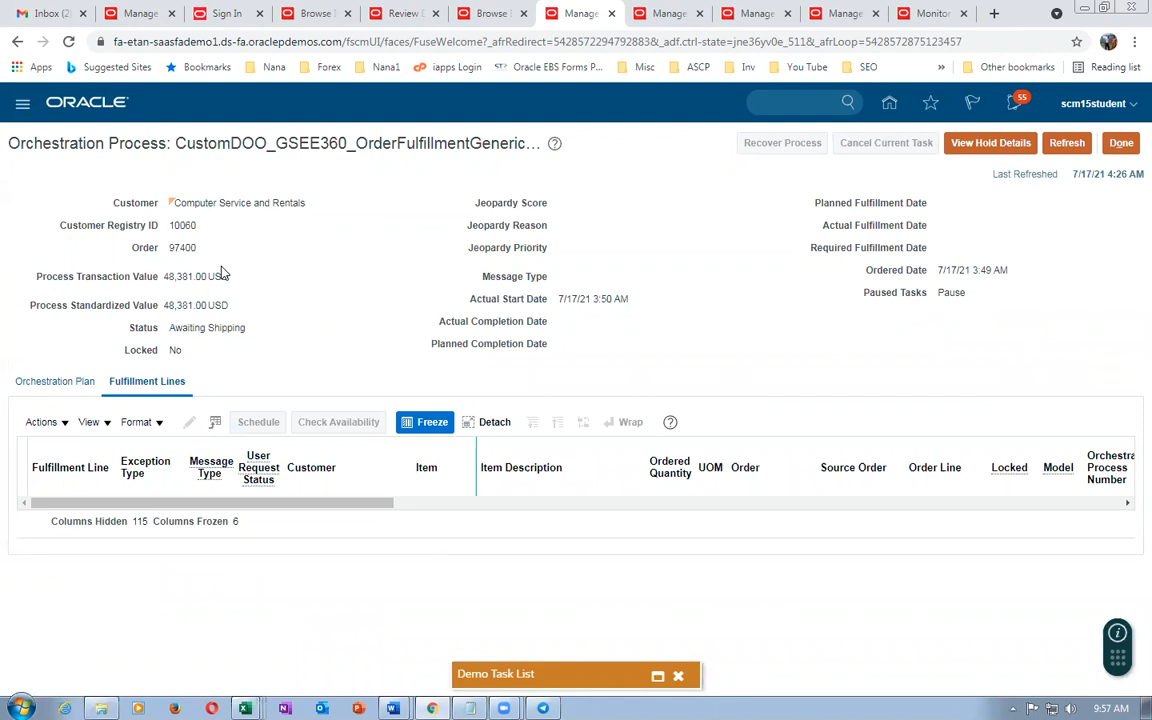 Inbox (2)
Manage
Sign In
Browse
Review D
Browse
Manage
Manage
Manage
Manage
Monitor
fa-etan-saasfademo1.ds-fa.oraclepdemos.com/fscmUI/faces/FuseWelcome?_afrRedirect=5428572294792883&_adf.ctrl-state=jne36yv0e_511&_afrLoop=5428572875123457
Apps Suggested Sites Bookmarks Nana Forex Nana1 iapps Login Oracle EBS Forms P... Misc ASCP Inv You Tube SEO » Other bookmarks Reading list
ORACLE
55
scm15student
Orchestration Process: CustomDOO_GSEE360_OrderFulfillmentGeneric...
Recover Process Cancel Current Task View Hold Details Refresh Done
Last Refreshed 7/17/21 4:26 AM
Customer Computer Service and Rentals
Customer Registry ID 10060
Order 97400
Process Transaction Value 48,381.00 USD
Process Standardized Value 48,381.00 USD
Status Awaiting Shipping
Locked No
Jeopardy Score
Jeopardy Reason
Jeopardy Priority
Message Type
Actual Start Date 7/17/21 3:50 AM
Actual Completion Date
Planned Completion Date
Planned Fulfillment Date
Actual Fulfillment Date
Required Fulfillment Date
Ordered Date 7/17/21 3:49 AM
Paused Tasks Pause
Orchestration Plan Fulfillment Lines
Actions View Format Schedule Check Availability Freeze Detach Wrap
Fulfillment Line
Exception
Type
Message
Type
User
Request
Status
Customer
Item
Item Description
Ordered
Quantity
UOM
Order
Source Order
Order Line
Locked
Model
Orchestra
Process
Number
Columns Hidden 115 Columns Frozen 6
Demo Task List
9:57 AM